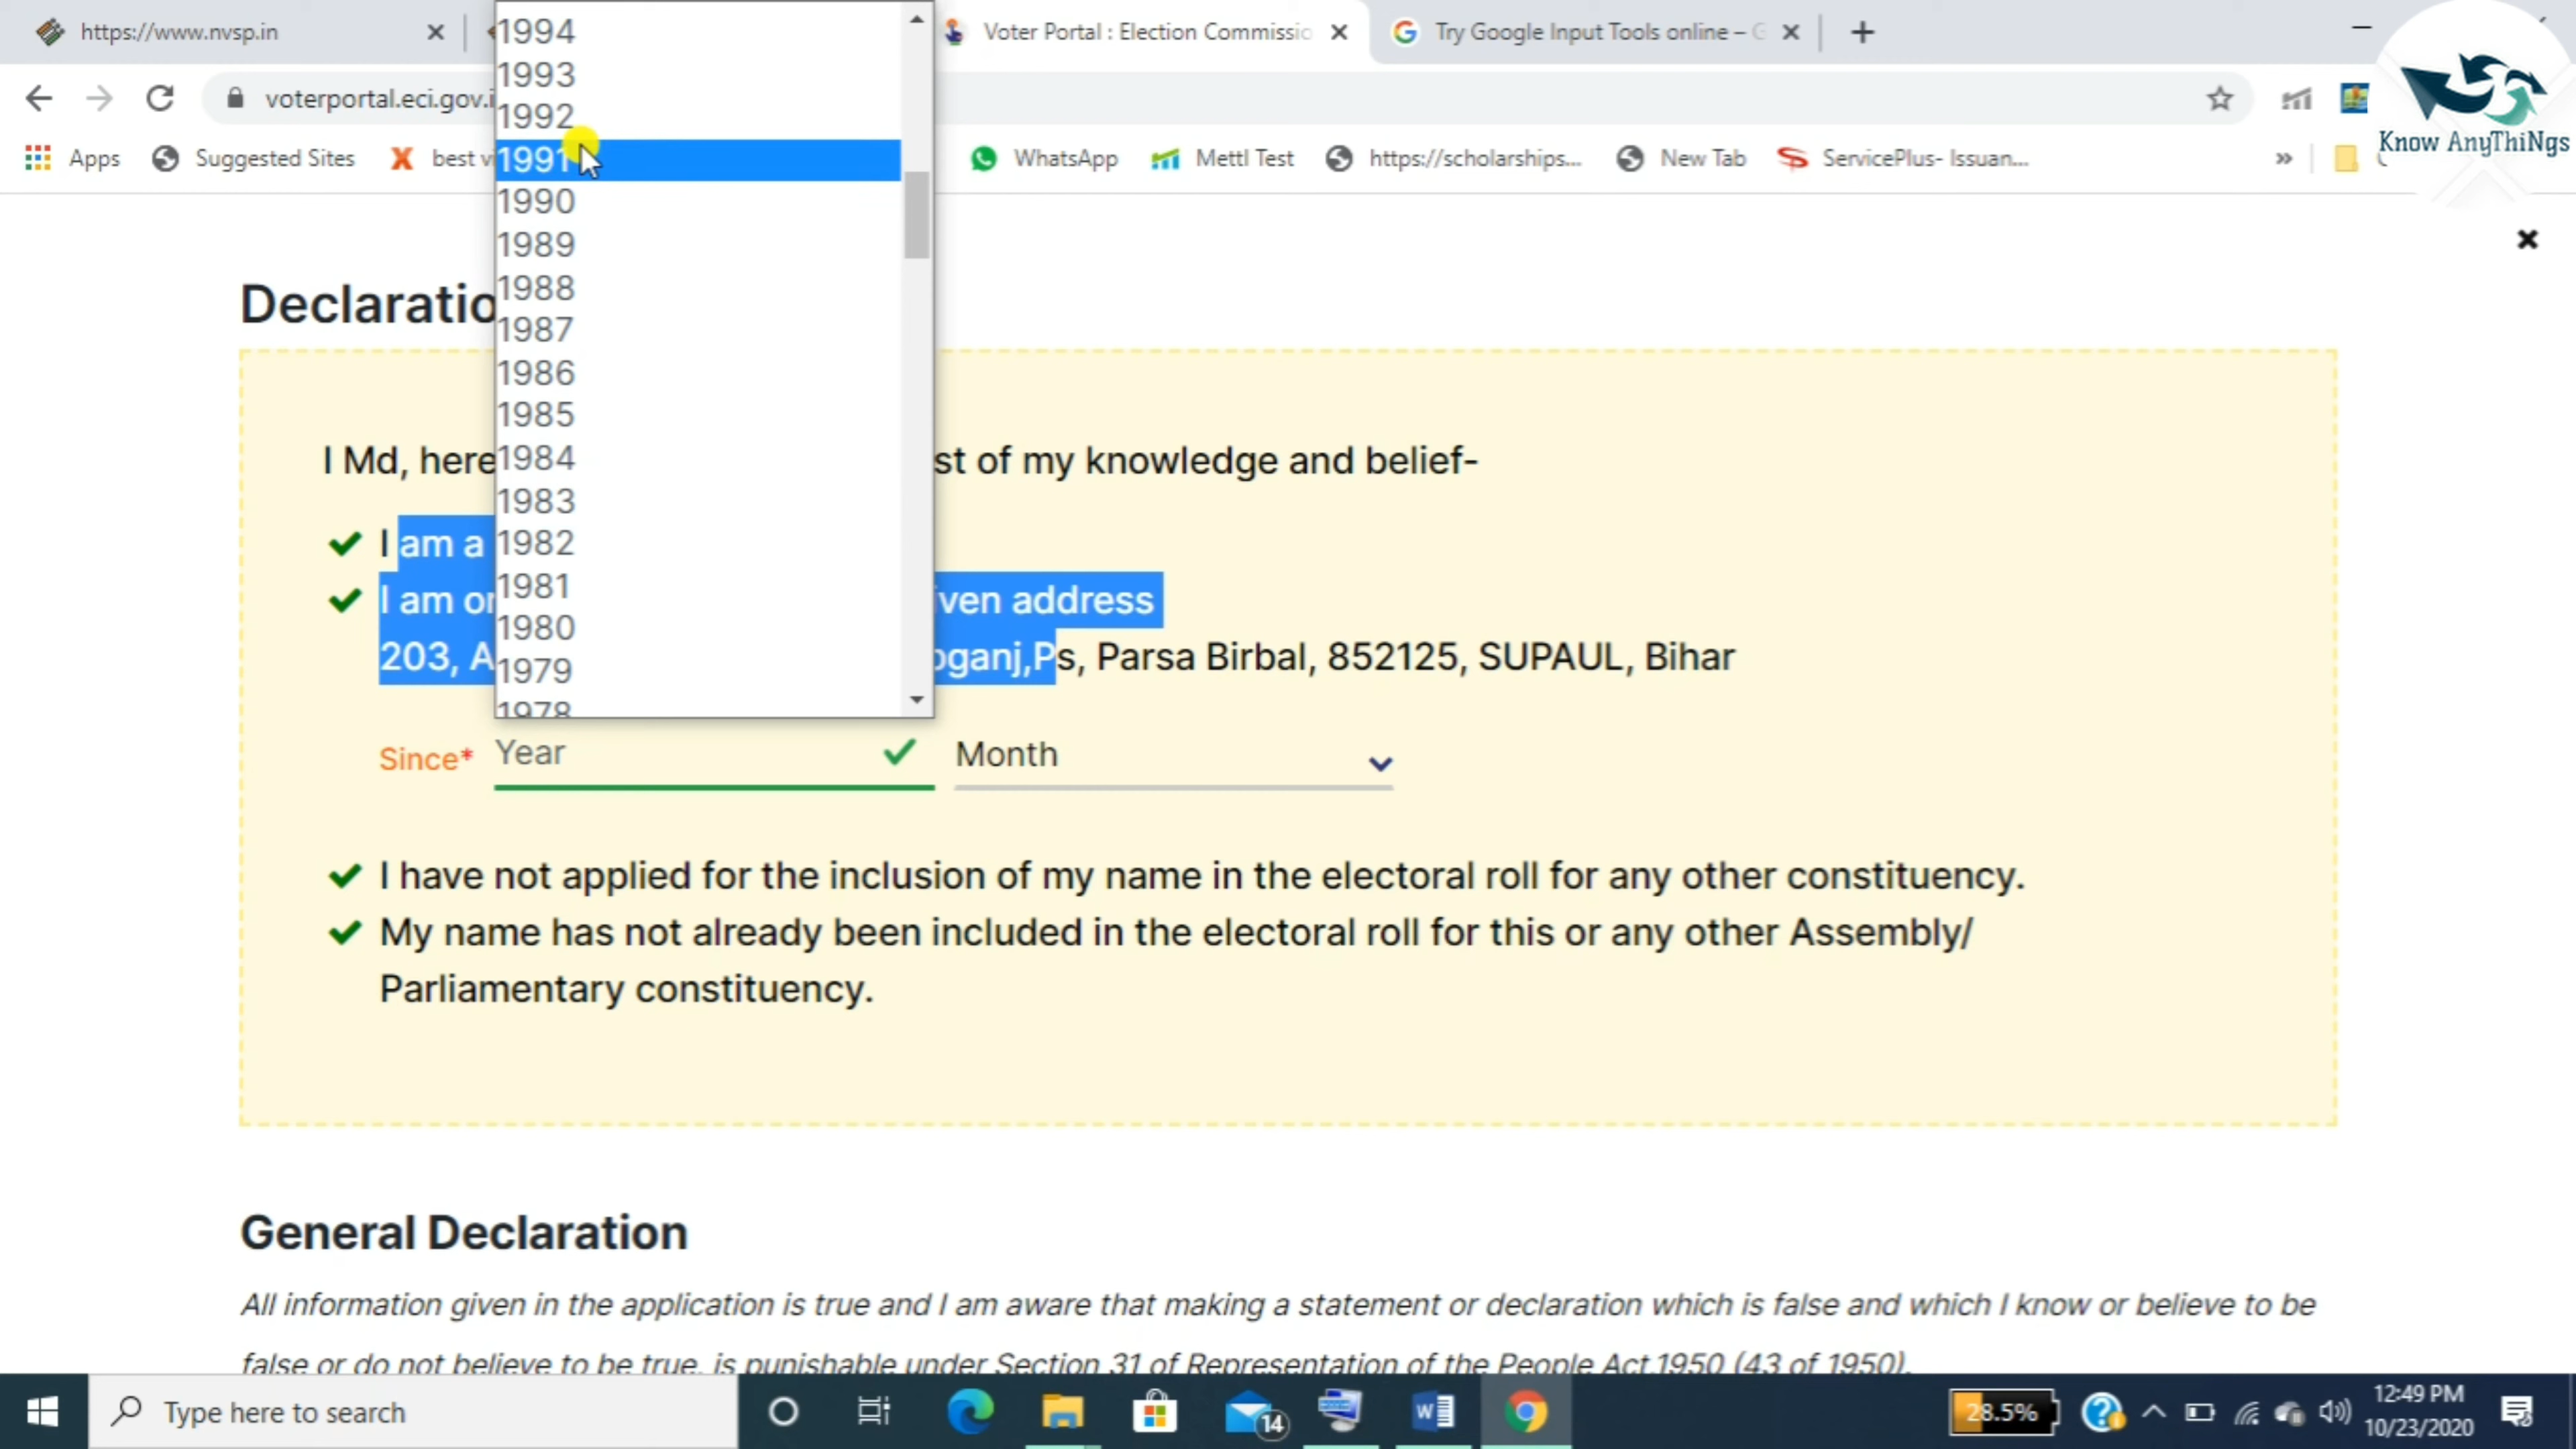 https://www.nvsp.in
Voter Portal : Election Commissio
Try Google Input Tools online – G
voterportal.eci.gov.i
Know AnyThiNgs
Apps
Suggested Sites
best vi
WhatsApp
Mettl Test
https://scholarships...
New Tab
ServicePlus- Issuan...
1994
1993
1992
1991
1990
1989
1988
1987
1986
1985
1984
1983
1982
1981
1980
1979
1978
Declaratio
I Md, here
st of my knowledge and belief-
I am a
I am or
ven address
203, A
oganj,Ps, Parsa Birbal, 852125, SUPAUL, Bihar
Since* Year Month
I have not applied for the inclusion of my name in the electoral roll for any other constituency.
My name has not already been included in the electoral roll for this or any other Assembly/
Parliamentary constituency.
General Declaration
All information given in the application is true and I am aware that making a statement or declaration which is false and which I know or believe to be
false or do not believe to be true, is punishable under Section 31 of Representation of the People Act,1950 (43 of 1950).
Type here to search
14
28.5%
12:49 PM
10/23/2020